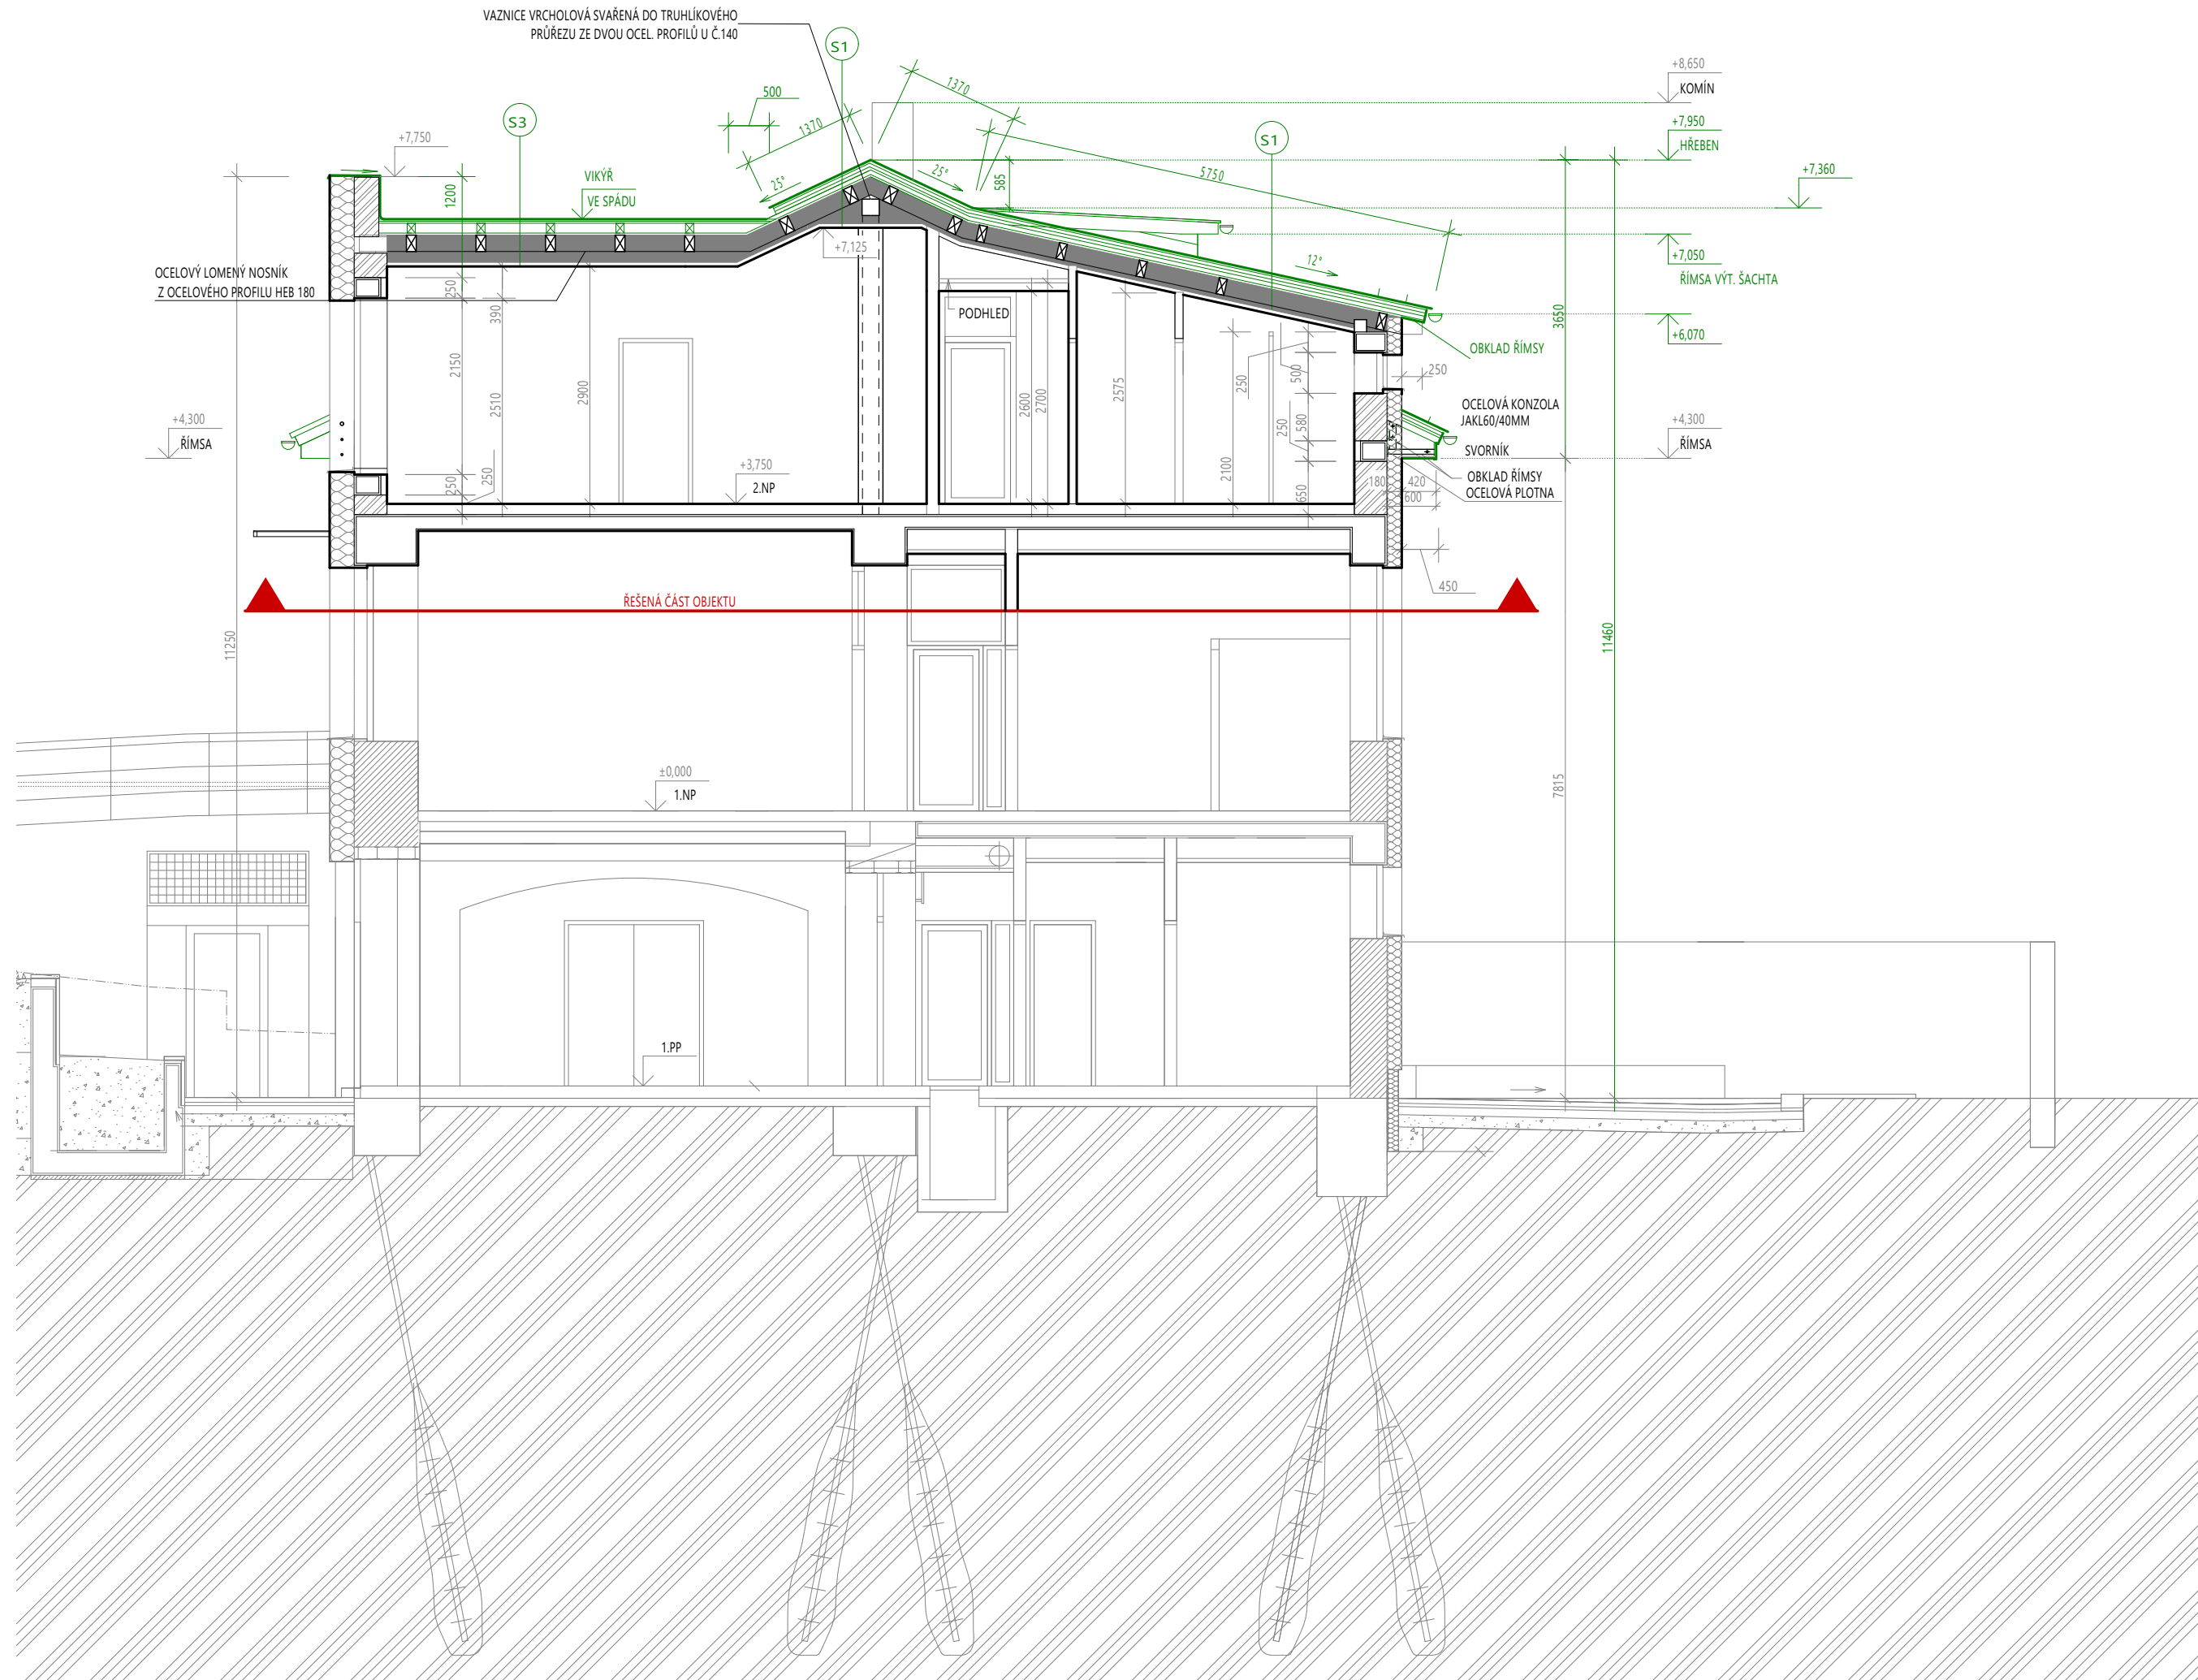 VAZNICE VRCHOLOVÁ SVAŘENÁ DO TRUHLÍKOVÉHO
PRŮŘEZU ZE DVOU OCEL. PROFILŮ U Č.140
S1
+8,650
KOMÍN
500
1370
1370
S3
S1
+7,950
HŘEBEN
+7,750
5750
585
+7,360
1200
VIKÝŘ
VE SPÁDU
25°
25°
+7,125
12°
+7,050
ŘÍMSA VÝT. ŠACHTA
OCELOVÝ LOMENÝ NOSNÍK
Z OCELOVÉHO PROFILU HEB 180
250
390
PODHLED
3650
+6,070
OBKLAD ŘÍMSY
2150
2510
2900
2600
2700
2575
2100
250
500
250
250
580
650
250
250
+4,300
ŘÍMSA
OCELOVÁ KONZOLA
JAKL60/40MM
SVORNÍK
OBKLAD ŘÍMSY
OCELOVÁ PLOTNA
+4,300
ŘÍMSA
+3,750
2.NP
180
420
600
450
ŘEŠENÁ ČÁST OBJEKTU
11250
11460
7815
±0,000
1.NP
1.PP